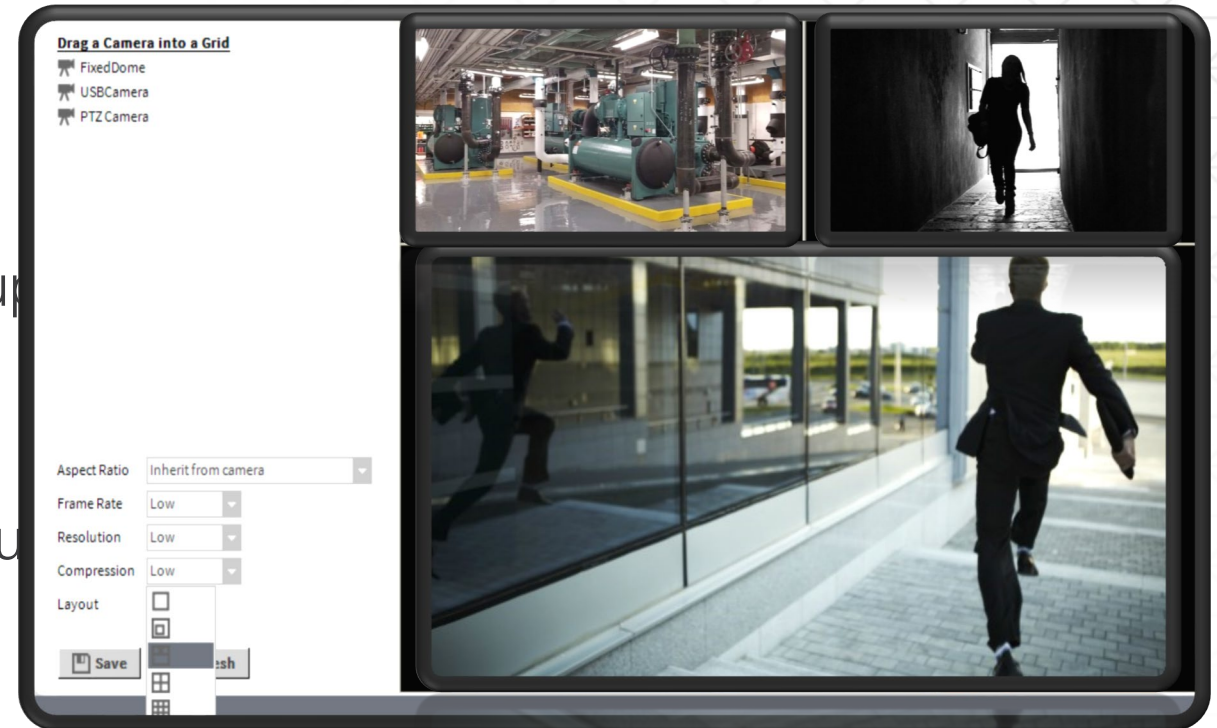 Drag a Camera into a Grid
FixedDome
USBCamera
PTZ Camera
up
Aspect Ratio Inherit from camera
Frame Rate Low
Resolution Low
Compression Low
Layout
Save